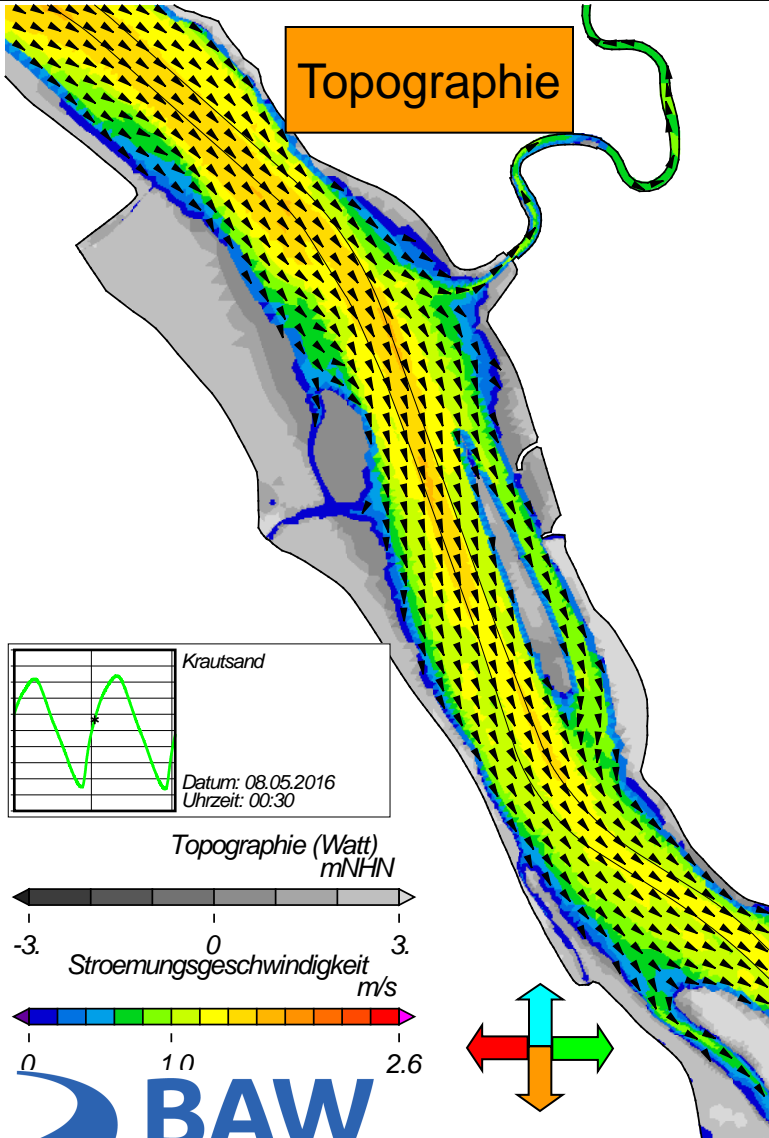 Topographie
Krautsand
Datum: 08.05.2016
Uhrzeit: 00:30
Topographie (Watt)
mNHN
-3. 0 3.
Stroemungsgeschwindigkeit
m/s
0 1.0 2.6
BAW